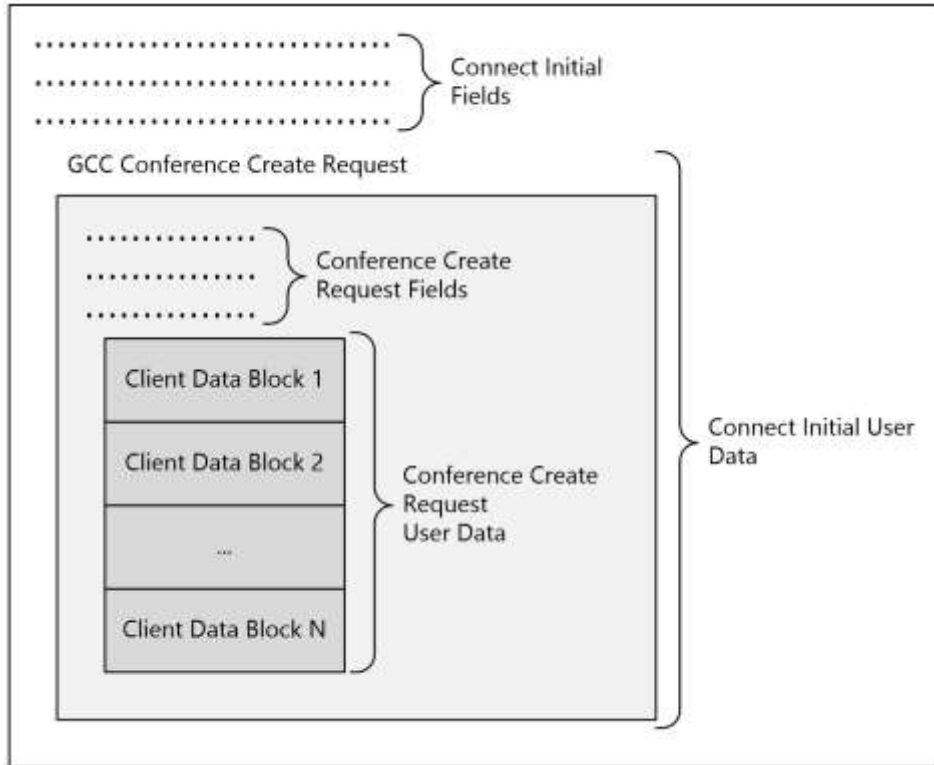 Connect Initial
Fields
GCC Conference Create Request
Conference Create
Request Fields
Client Data Block 1
Client Data Block 2
...
Client Data Block N
Conference Create
Request
User Data
Connect Initial User
Data